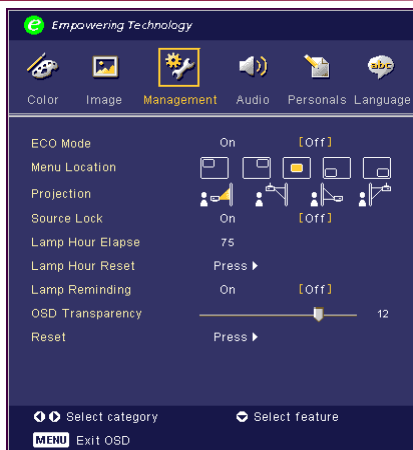 e Empowering Technology
abc
Color Image Management Audio Personals Language
ECO Mode On [Off]
Menu Location
Projection
Source Lock On [Off]
Lamp Hour Elapse 75
Lamp Hour Reset Press
Lamp Reminding On [Off]
OSD Transparency 12
Reset Press
Select category Select feature
MENU Exit OSD